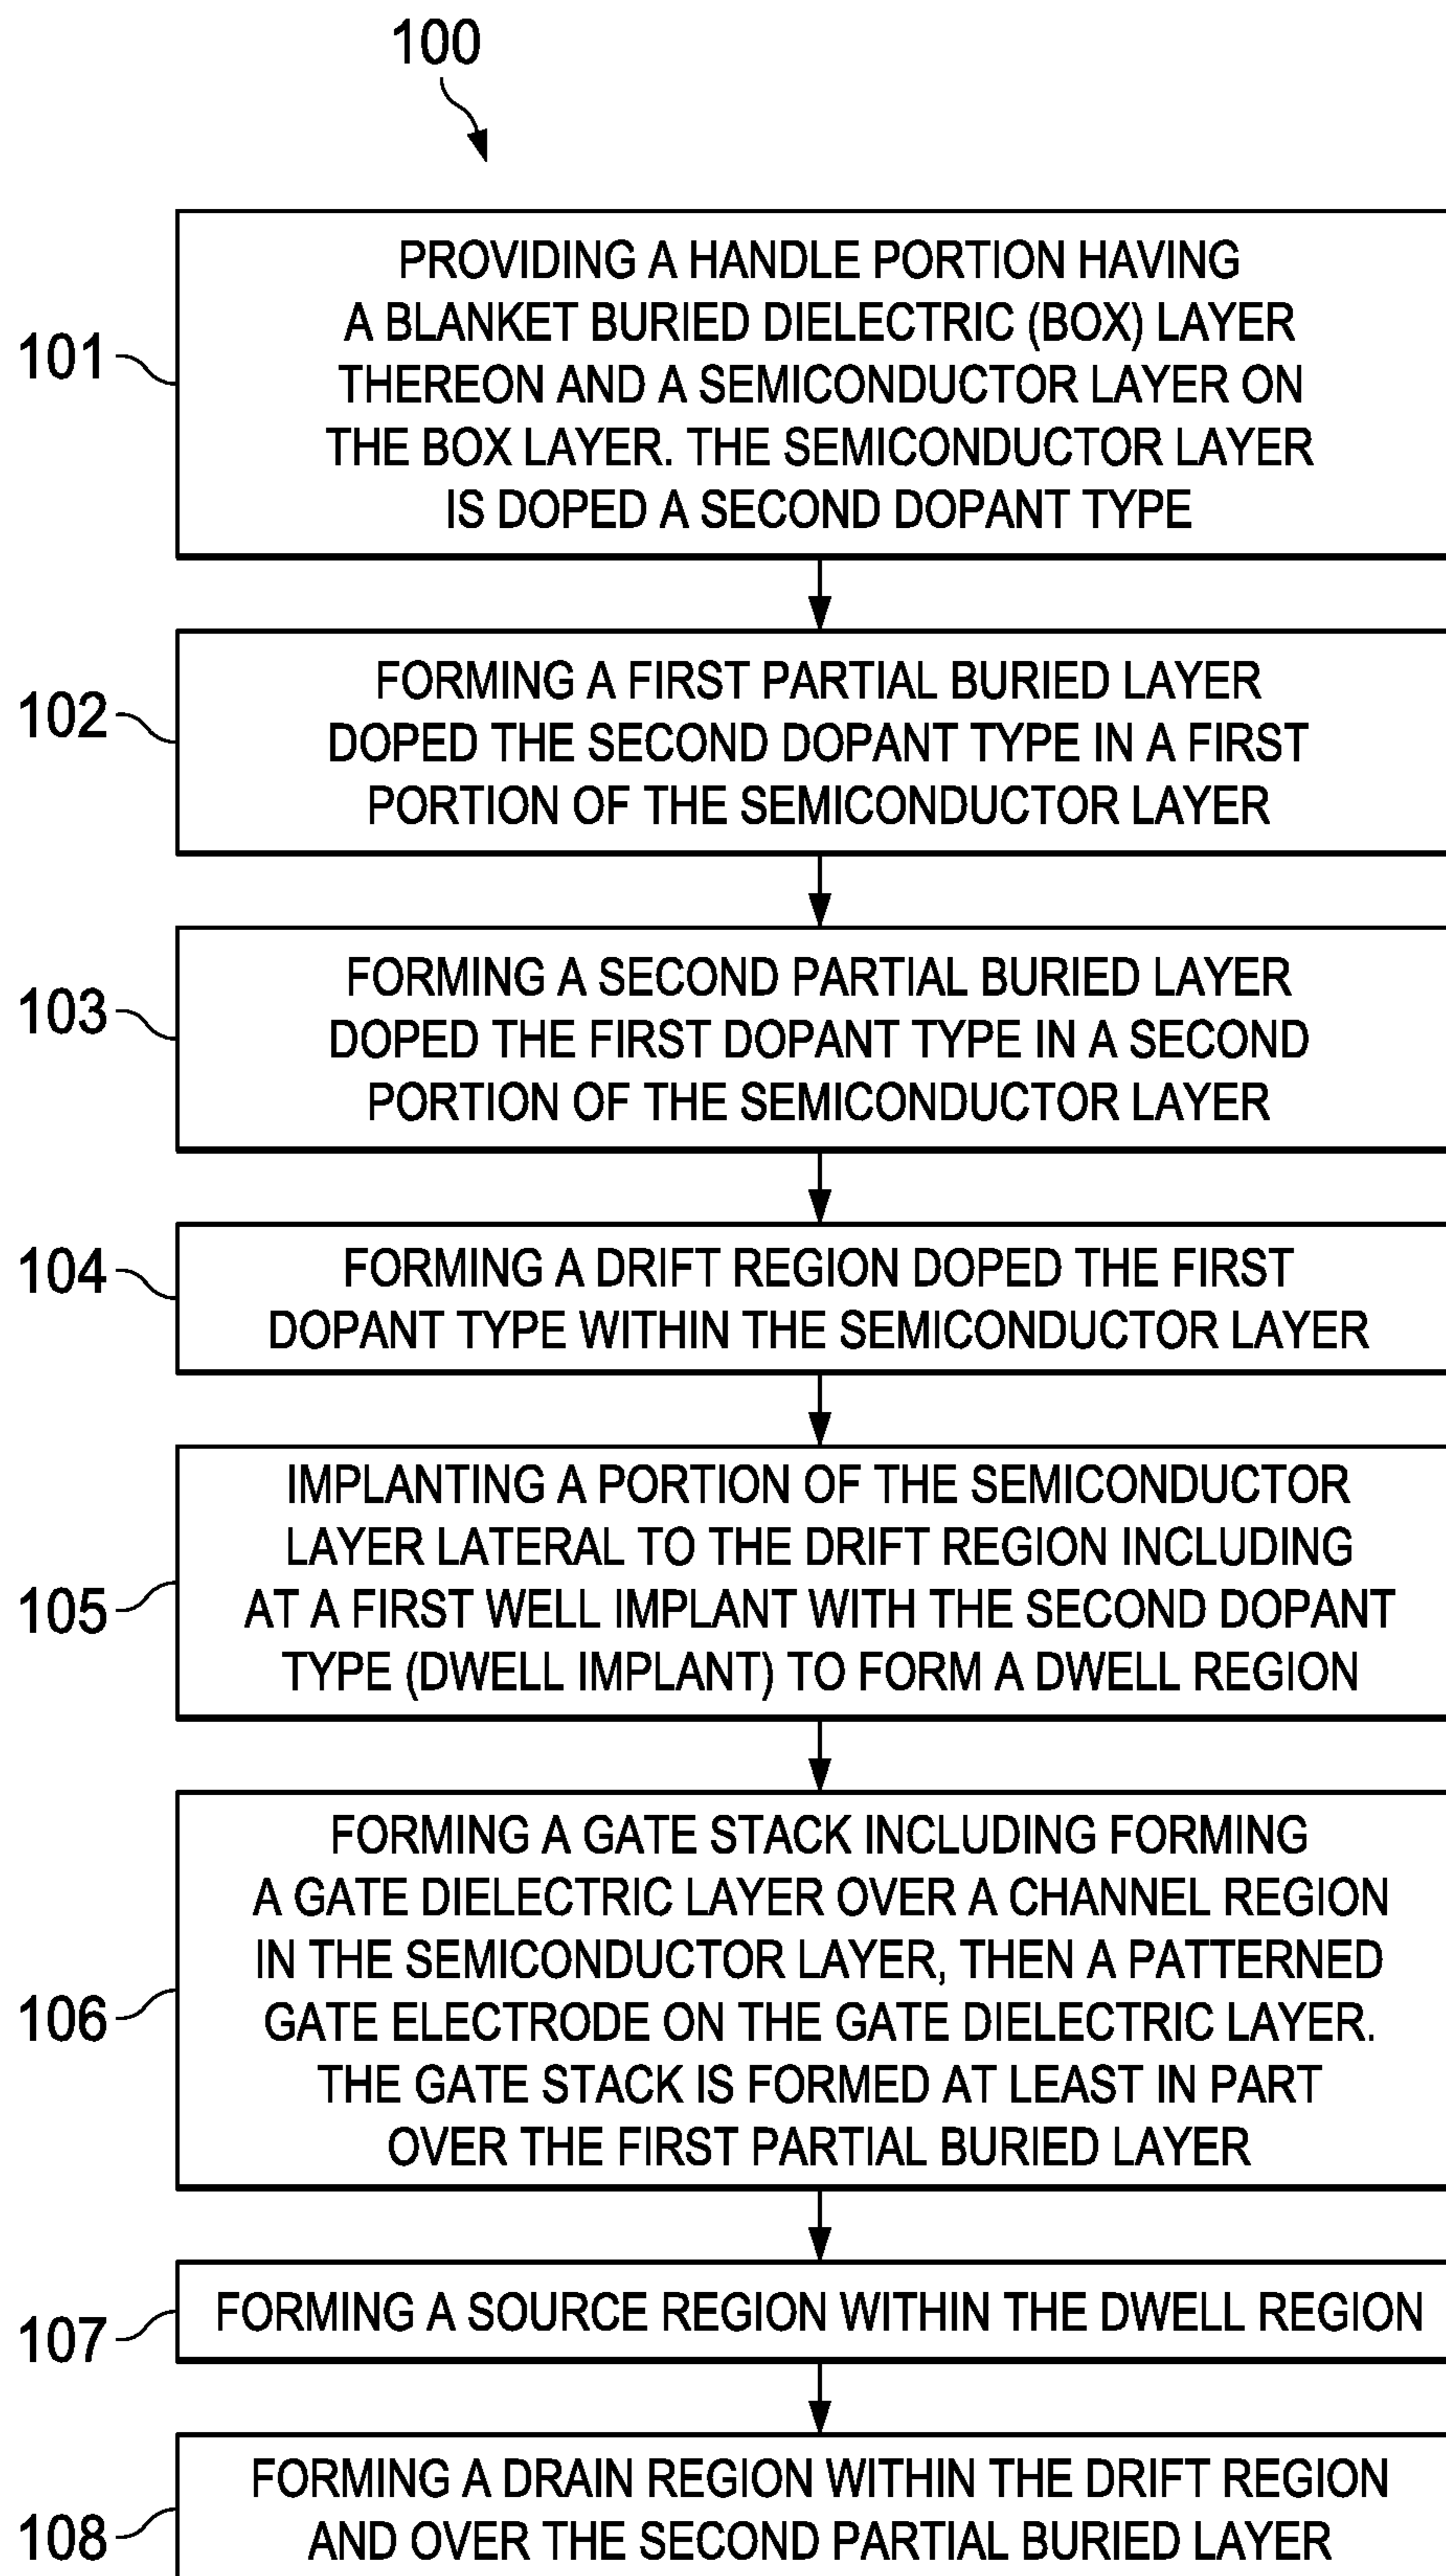 100
101
PROVIDING A HANDLE PORTION HAVING
A BLANKET BURIED DIELECTRIC (BOX) LAYER
THEREON AND A SEMICONDUCTOR LAYER ON
THE BOX LAYER. THE SEMICONDUCTOR LAYER
IS DOPED A SECOND DOPANT TYPE
102
FORMING A FIRST PARTIAL BURIED LAYER
DOPED THE SECOND DOPANT TYPE IN A FIRST
PORTION OF THE SEMICONDUCTOR LAYER
103
FORMING A SECOND PARTIAL BURIED LAYER
DOPED THE FIRST DOPANT TYPE IN A SECOND
PORTION OF THE SEMICONDUCTOR LAYER
104
FORMING A DRIFT REGION DOPED THE FIRST
DOPANT TYPE WITHIN THE SEMICONDUCTOR LAYER
105
IMPLANTING A PORTION OF THE SEMICONDUCTOR
LAYER LATERAL TO THE DRIFT REGION INCLUDING
AT A FIRST WELL IMPLANT WITH THE SECOND DOPANT
TYPE (DWELL IMPLANT) TO FORM A DWELL REGION
106
FORMING A GATE STACK INCLUDING FORMING
A GATE DIELECTRIC LAYER OVER A CHANNEL REGION
IN THE SEMICONDUCTOR LAYER, THEN A PATTERNED
GATE ELECTRODE ON THE GATE DIELECTRIC LAYER.
THE GATE STACK IS FORMED AT LEAST IN PART
OVER THE FIRST PARTIAL BURIED LAYER
107
FORMING A SOURCE REGION WITHIN THE DWELL REGION
108
FORMING A DRAIN REGION WITHIN THE DRIFT REGION
AND OVER THE SECOND PARTIAL BURIED LAYER